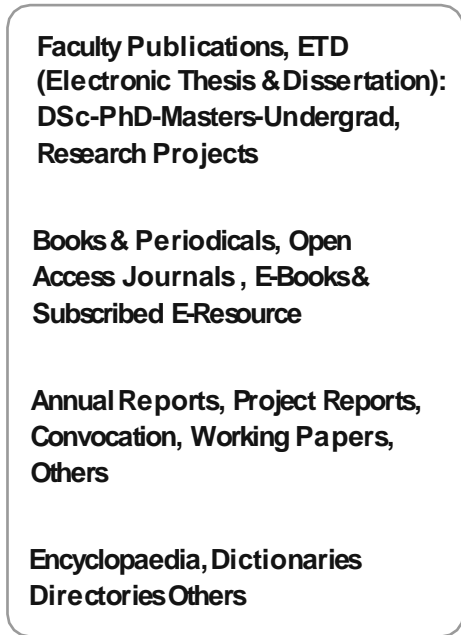 Faculty Publications, ETD
(Electronic Thesis & Dissertation):
DSc-PhD-Masters-Undergrad,
Research Projects
Books & Periodicals, Open
Access Journals , E-Books &
Subscribed E-Resource
Annual Reports, Project Reports,
Convocation, Working Papers,
Others
Encyclopaedia, Dictionaries
Directories Others